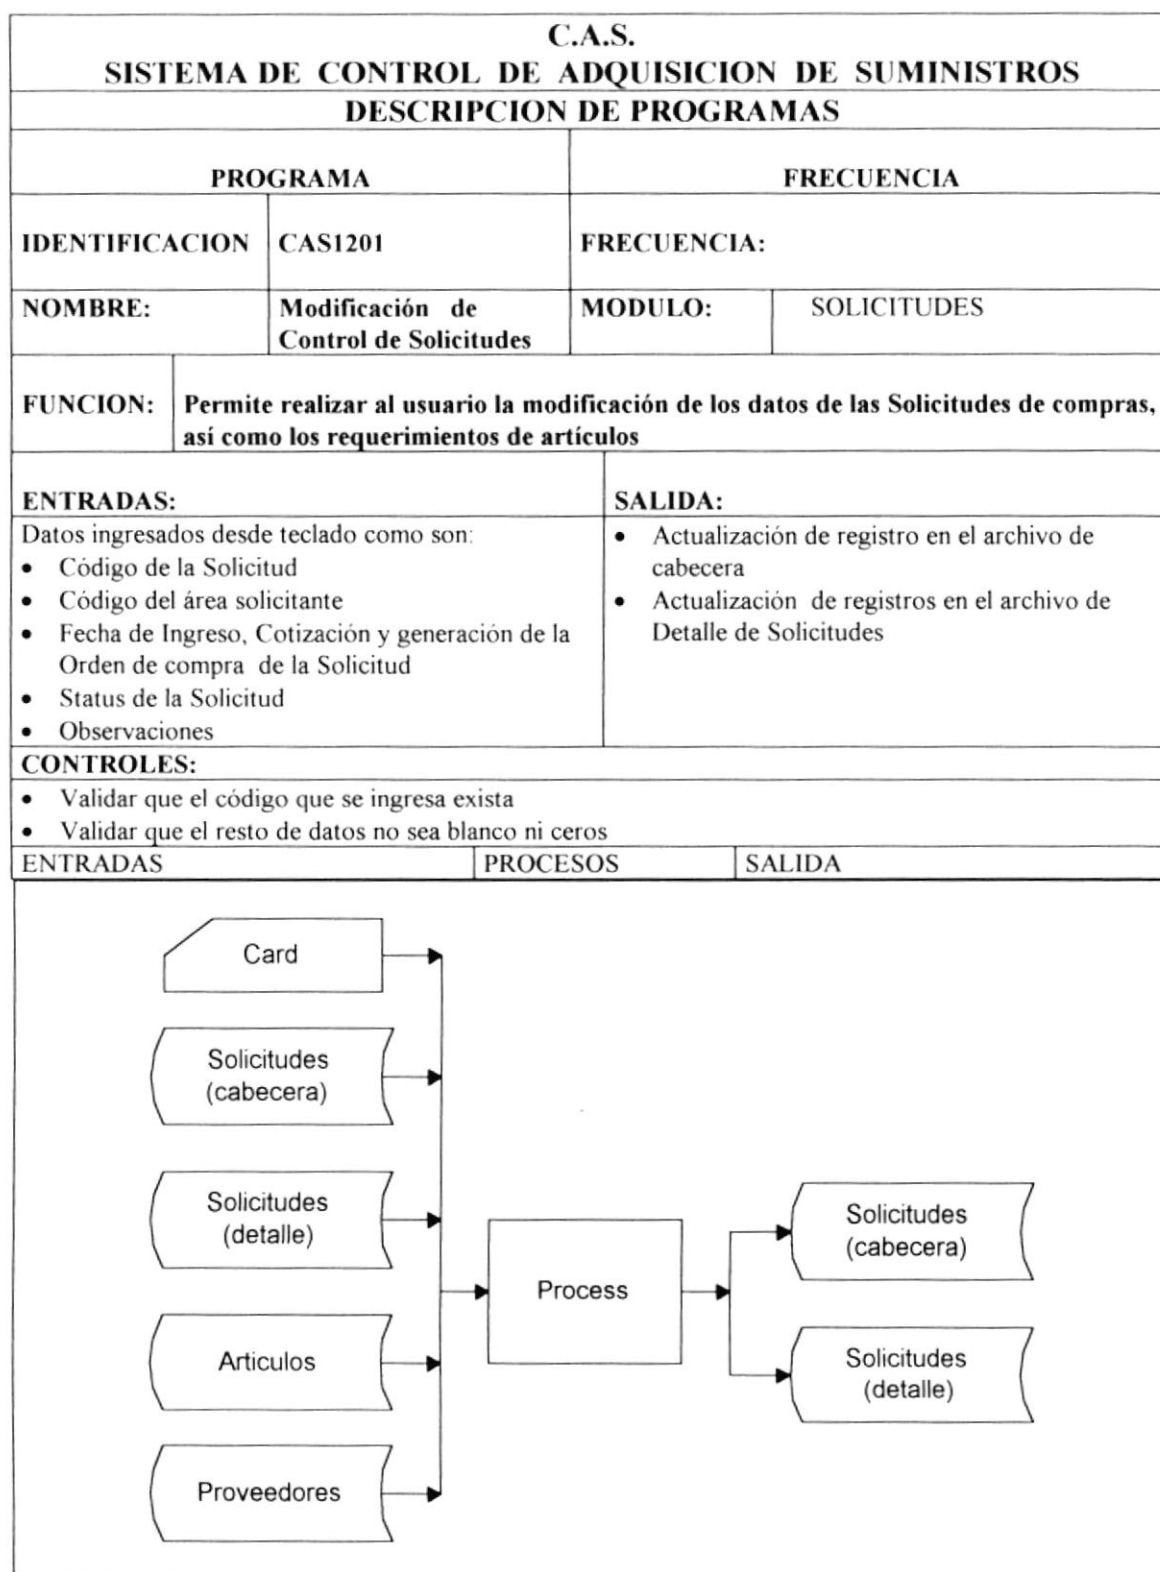 C.A.S.
SISTEMA DE CONTROL DE ADQUISICION DE SUMINISTROS
DESCRIPCION DE PROGRAMAS
PROGRAMA
FRECUENCIA
IDENTIFICACION
CAS1201
FRECUENCIA:
NOMBRE:
Modificación de
Control de Solicitudes
MODULO:
SOLICITUDES
FUNCION:
Permite realizar al usuario la modificación de los datos de las Solicitudes de compras,
así como los requerimientos de artículos
ENTRADAS:
Datos ingresados desde teclado como son:
• Código de la Solicitud
• Código del área solicitante
• Fecha de Ingreso, Cotización y generación de la
Orden de compra de la Solicitud
• Status de la Solicitud
• Observaciones
SALIDA:
• Actualización de registro en el archivo de
cabecera
• Actualización de registros en el archivo de
Detalle de Solicitudes
CONTROLES:
• Validar que el código que se ingresa exista
• Validar que el resto de datos no sea blanco ni ceros
ENTRADAS
PROCESOS
SALIDA
Card
Solicitudes
(cabecera)
Solicitudes
(detalle)
Articulos
Proveedores
Process
Solicitudes
(cabecera)
Solicitudes
(detalle)